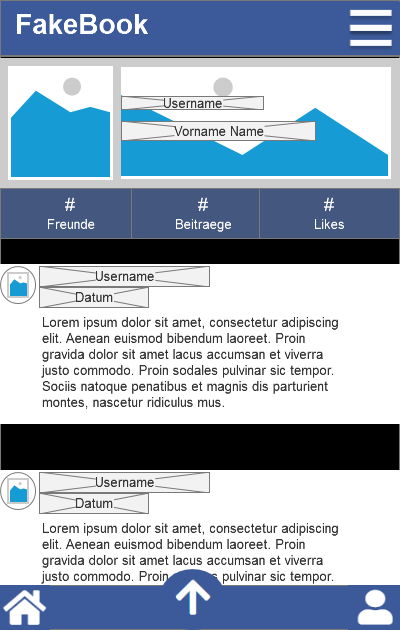 FakeBook
Username
Vorname Name
# # #
Freunde Beitraege Likes
Username
Datum
Lorem ipsum dolor sit amet, consectetur adipiscing
elit. Aenean euismod bibendum laoreet. Proin
gravida dolor sit amet lacus accumsan et viverra
justo commodo. Proin sodales pulvinar sic tempor.
Sociis natoque penatibus et magnis dis parturient
montes, nascetur ridiculus mus.
Username
Datum
Lorem ipsum dolor sit amet, consectetur adipiscing
elit. Aenean euismod bibendum laoreet. Proin
gravida dolor sit amet lacus accumsan et viverra
justo commodo. Proin pulvinar sic tempor.